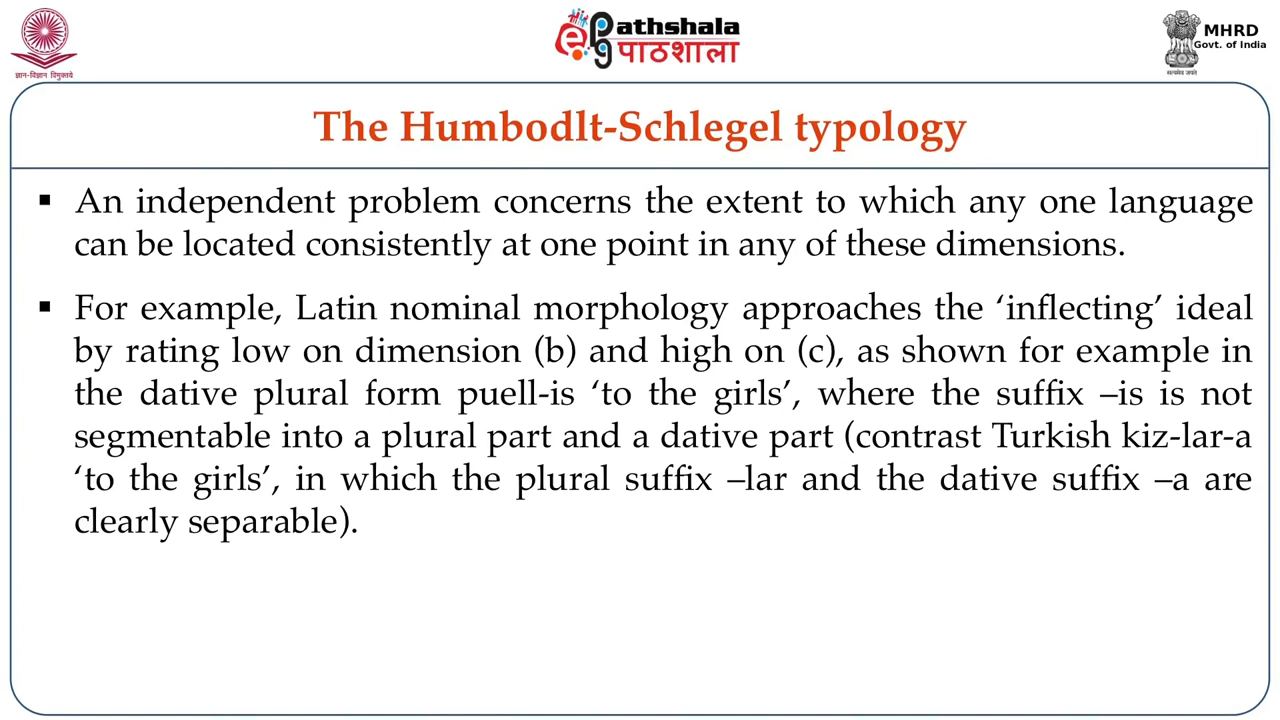 ज्ञान-विज्ञान विमुक्तये
ePathshala
पाठशाला
MHRD
Govt. of India
सत्यमेव जयते
The Humbodlt-Schlegel typology
▪ An independent problem concerns the extent to which any one language
can be located consistently at one point in any of these dimensions.
▪ For example, Latin nominal morphology approaches the ‘inflecting’ ideal
by rating low on dimension (b) and high on (c), as shown for example in
the dative plural form puell-is ‘to the girls’, where the suffix –is is not
segmentable into a plural part and a dative part (contrast Turkish kiz-lar-a
‘to the girls’, in which the plural suffix –lar and the dative suffix –a are
clearly separable).